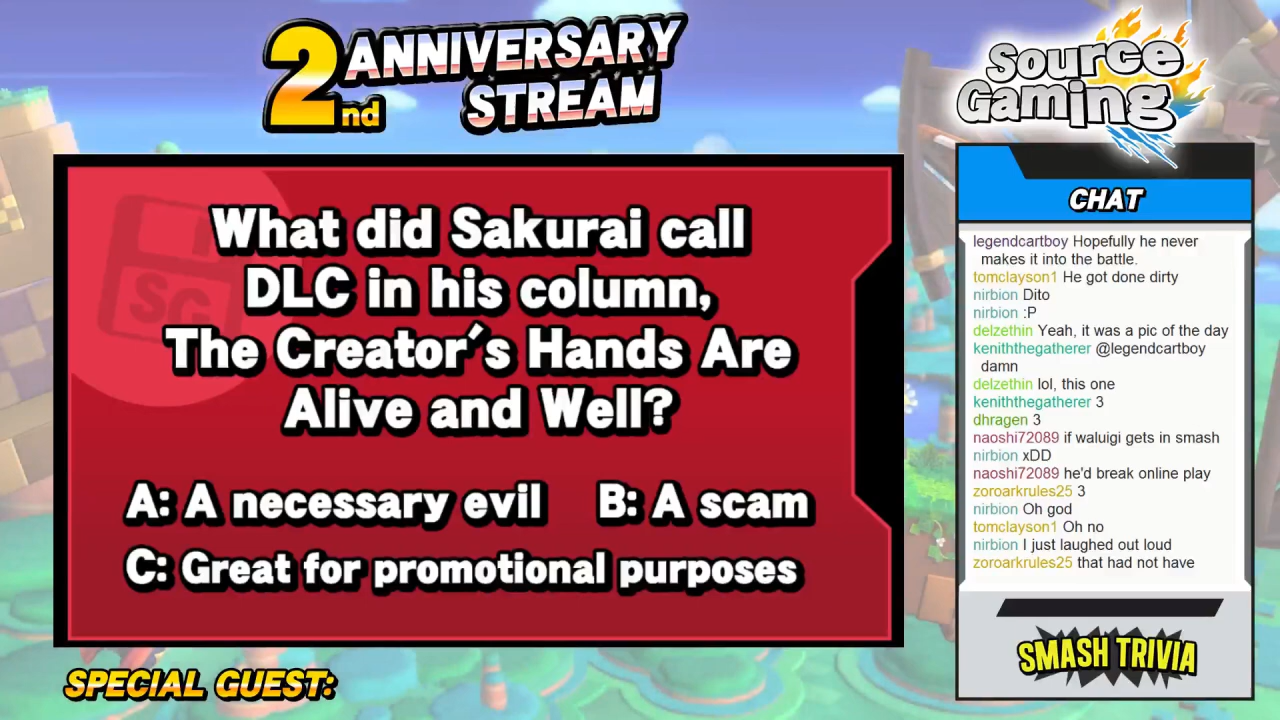 2nd ANNIVERSARY
STREAM
Source
Gaming
What did Sakurai call
DLC in his column,
The Creator's Hands Are
Alive and Well?
SG
A: A necessary evil B: A scam
C: Great for promotional purposes
SPECIAL GUEST:
CHAT
legendcartboy Hopefully he never
makes it into the battle.
tomclayson1 He got done dirty
nirbion Dito
nirbion :P
delzethin Yeah, it was a pic of the day
keniththegatherer @legendcartboy
damn
delzethin lol, this one
keniththegatherer 3
dhragen 3
naoshi72089 if waluigi gets in smash
nirbion xDD
naoshi72089 he'd break online play
zoroarkrules25 3
nirbion Oh god
tomclayson1 Oh no
nirbion I just laughed out loud
zoroarkrules25 that had not have
SMASH TRIVIA